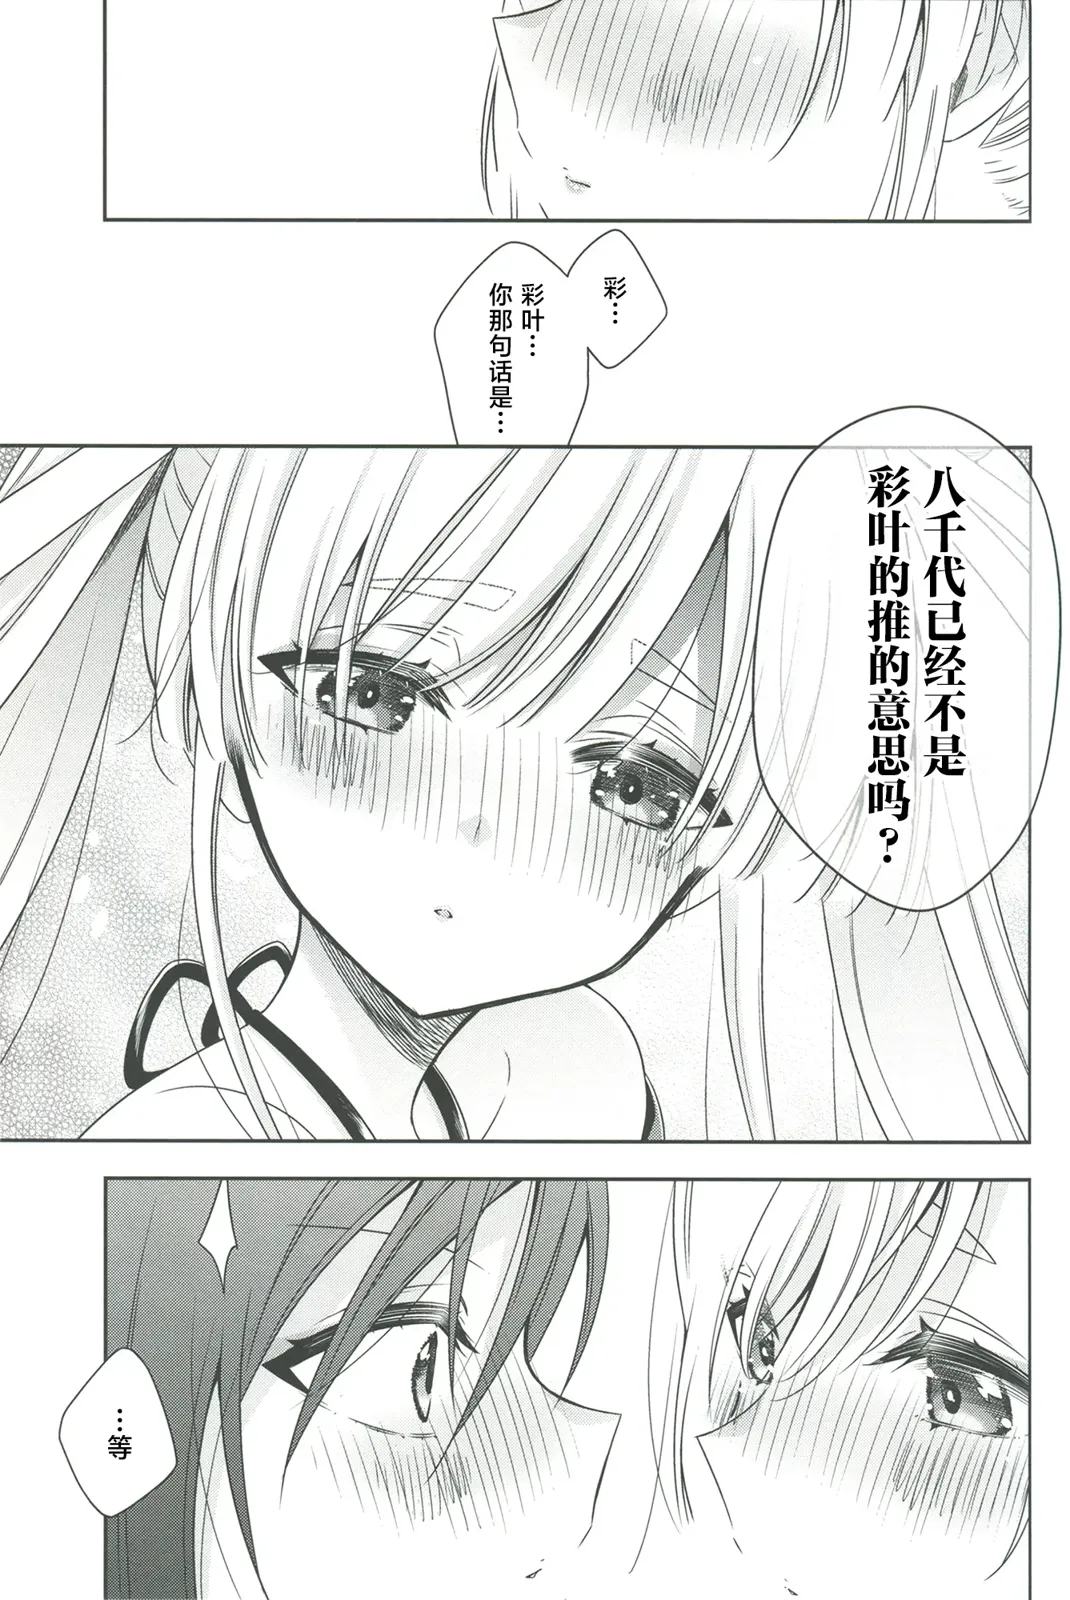 彩…
彩叶…
你那句话是…
八千代已经不是
彩叶的推的意思吗？
…等